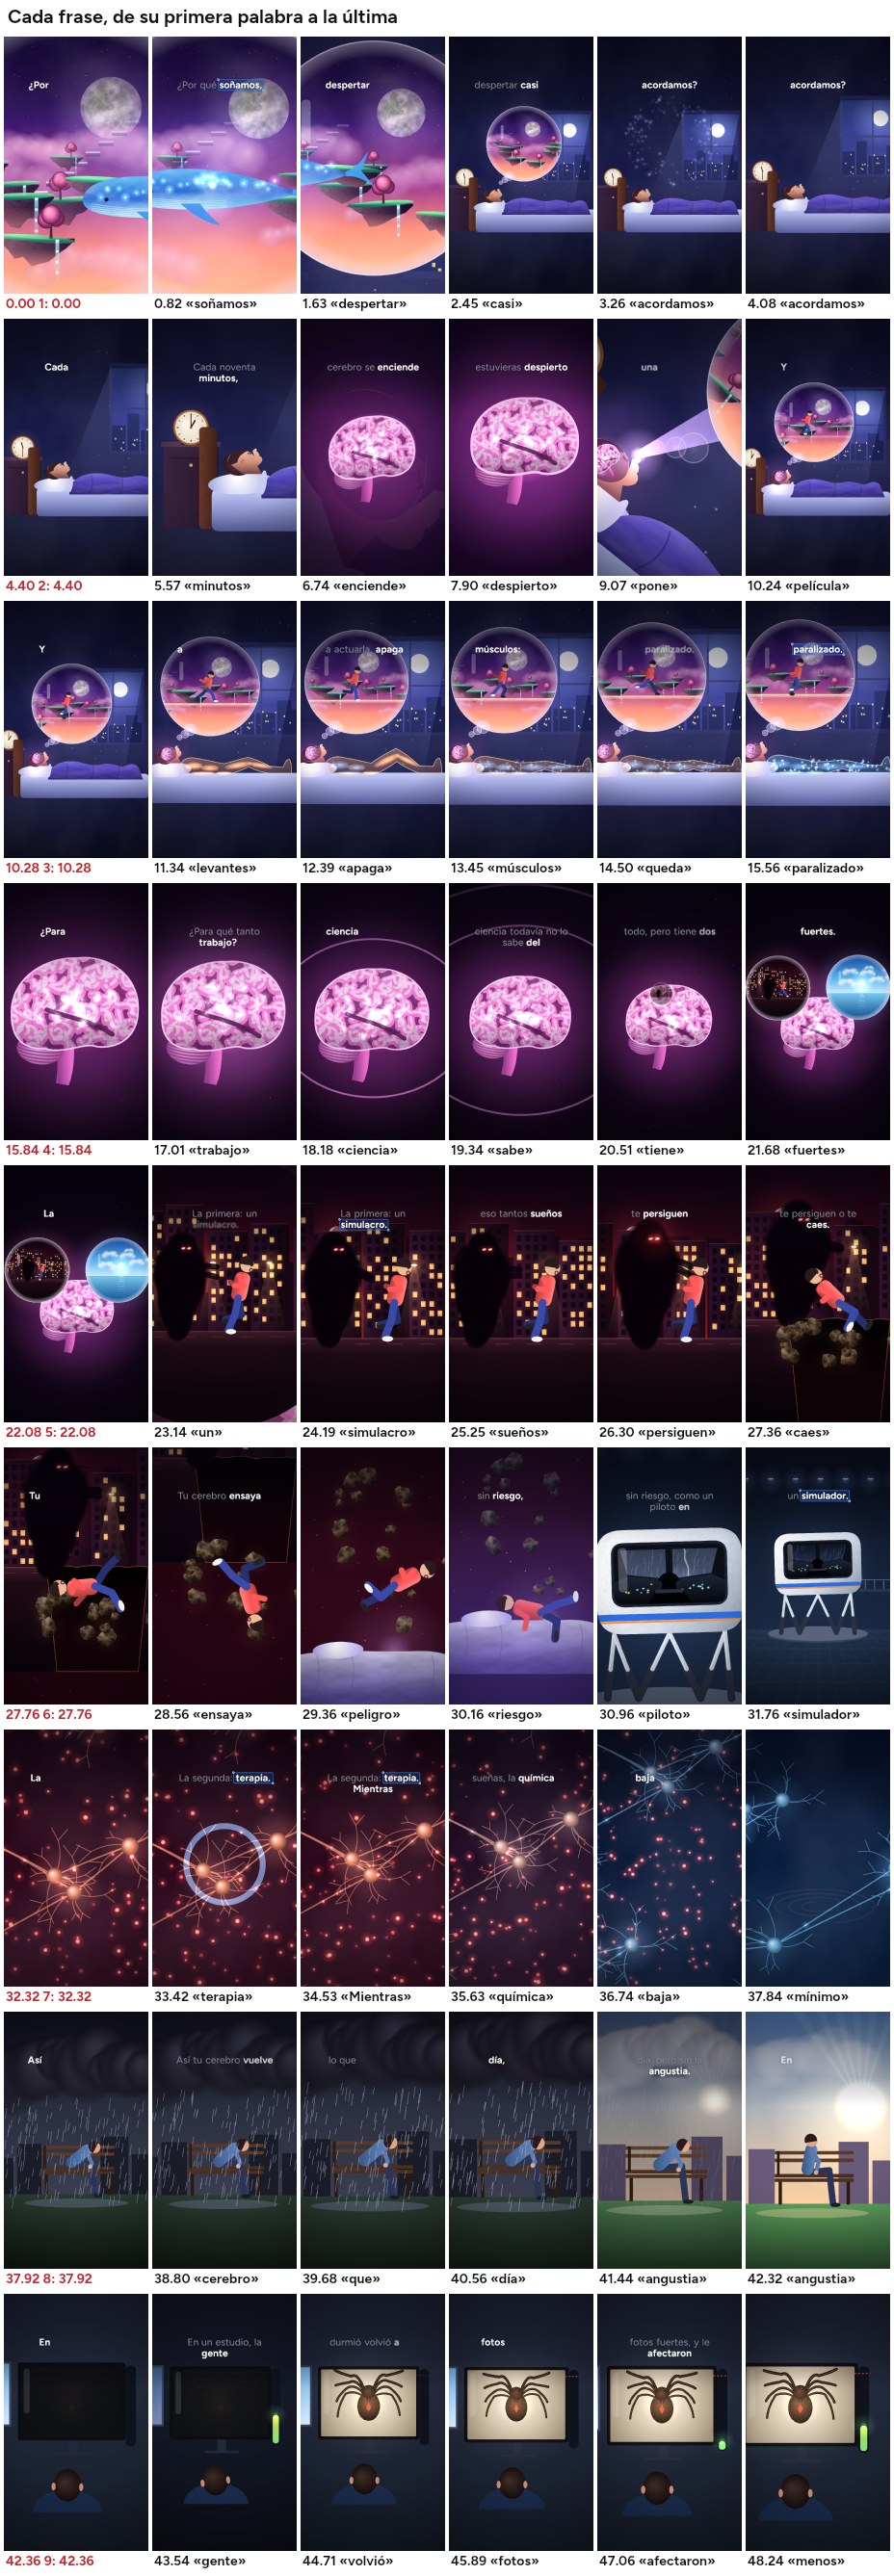 Cada frase, de su primera palabra a la última
¿Por
¿Por qué soñamos,
despertar
despertar casi
acordamos?
acordamos?
0.00 1: 0.00
0.82 «soñamos»
1.63 «despertar»
2.45 «casi»
3.26 «acordamos»
4.08 «acordamos»
Cada
Cada noventa
minutos,
cerebro se enciende
estuvieras despierto
una
Y
4.40 2: 4.40
5.57 «minutos»
6.74 «enciende»
7.90 «despierto»
9.07 «pone»
10.24 «película»
Y
a
a actuarla, apaga
músculos:
paralizado.
paralizado.
10.28 3: 10.28
11.34 «levantes»
12.39 «apaga»
13.45 «músculos»
14.50 «queda»
15.56 «paralizado»
¿Para
¿Para qué tanto
trabajo?
ciencia
ciencia todavía no lo
sabe del
todo, pero tiene dos
fuertes.
15.84 4: 15.84
17.01 «trabajo»
18.18 «ciencia»
19.34 «sabe»
20.51 «tiene»
21.68 «fuertes»
La
La primera: un
simulacro.
La primera: un
simulacro.
eso tantos sueños
te persiguen
te persiguen o te
caes.
22.08 5: 22.08
23.14 «un»
24.19 «simulacro»
25.25 «sueños»
26.30 «persiguen»
27.36 «caes»
Tu
Tu cerebro ensaya
sin riesgo,
sin riesgo, como un
piloto en
un simulador.
27.76 6: 27.76
28.56 «ensaya»
29.36 «peligro»
30.16 «riesgo»
30.96 «piloto»
31.76 «simulador»
La
La segunda: terapia.
La segunda: terapia.
Mientras
sueñas, la química
baja
32.32 7: 32.32
33.42 «terapia»
34.53 «Mientras»
35.63 «química»
36.74 «baja»
37.84 «mínimo»
Así
Así tu cerebro vuelve
lo que
día,
angustia.
En
37.92 8: 37.92
38.80 «cerebro»
39.68 «que»
40.56 «día»
41.44 «angustia»
42.32 «angustia»
En
En un estudio, la
gente
durmió volvió a
fotos
fotos fuertes, y le
afectaron
42.36 9: 42.36
43.54 «gente»
44.71 «volvió»
45.89 «fotos»
47.06 «afectaron»
48.24 «menos»